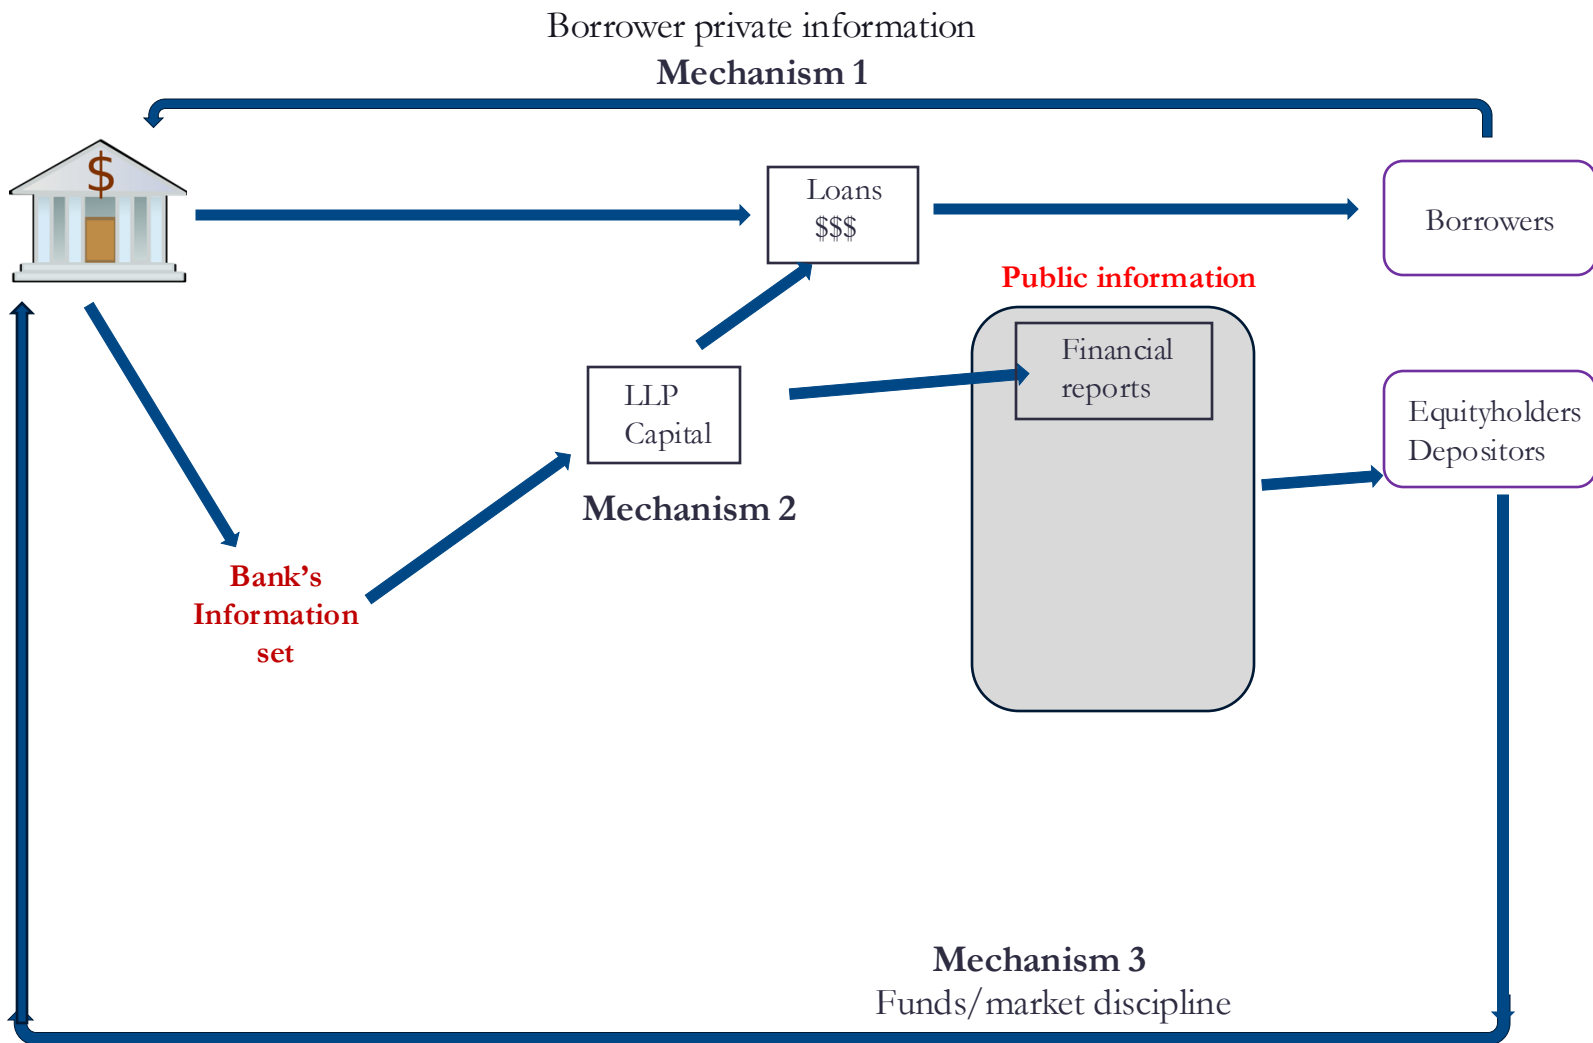 Borrower private information
Mechanism 1
$
Loans
$$$
Borrowers
Public information
Financial
reports
LLP
Capital
Equityholders
Depositors
Mechanism 2
Bank’s
Information
set
Mechanism 3
Funds/market discipline